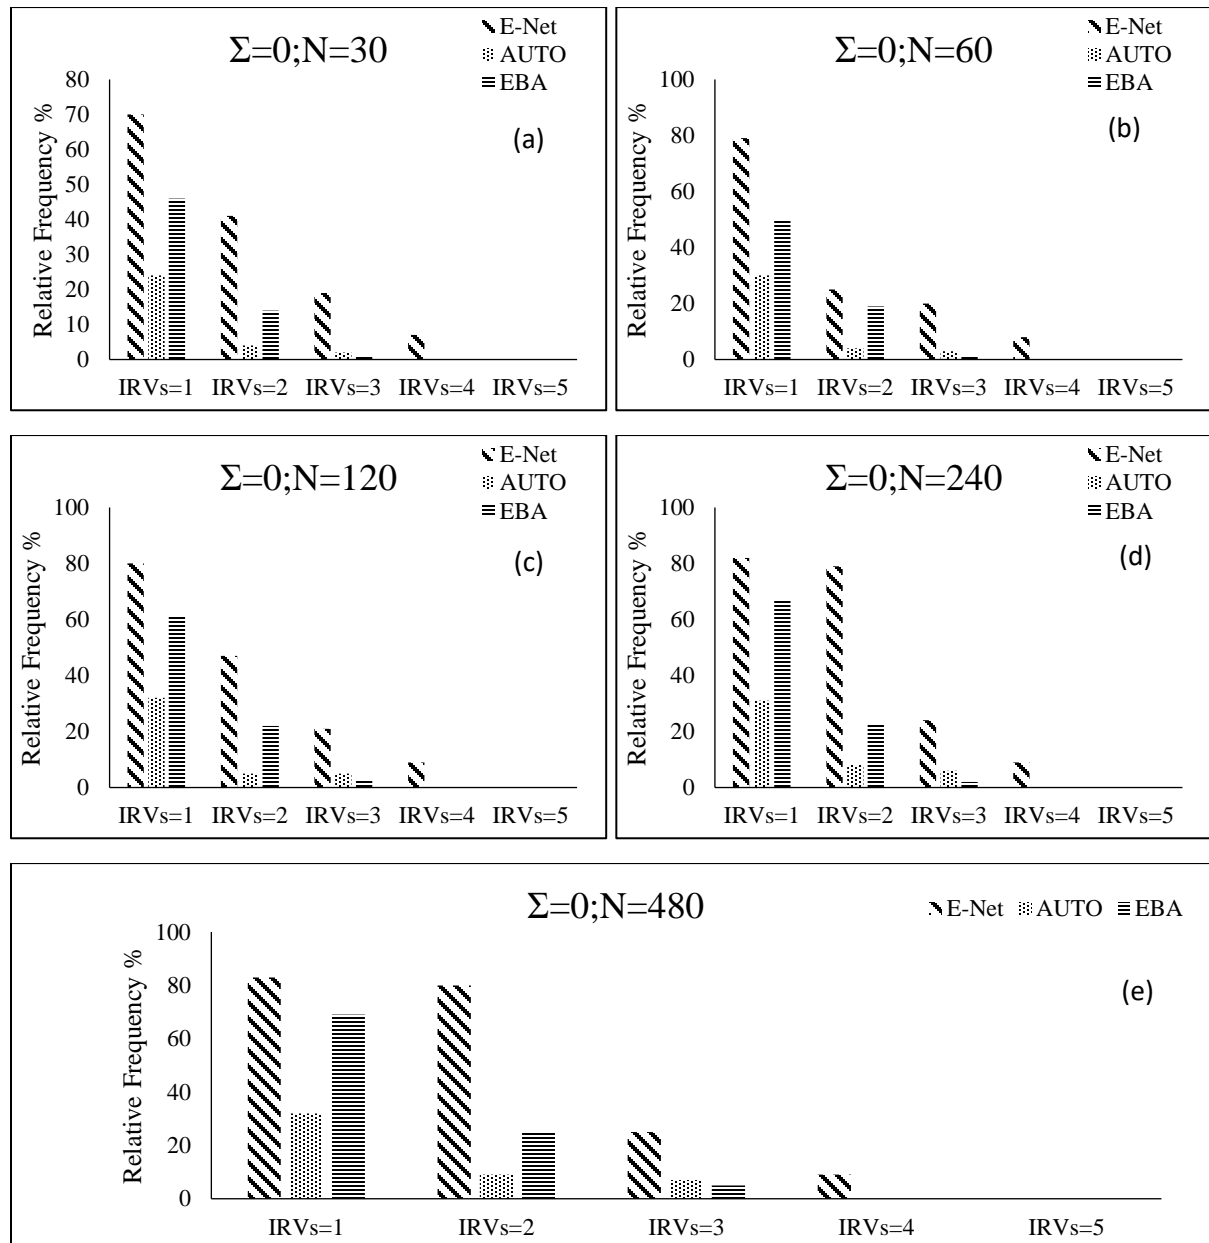 Σ=0;N=30
E-Net
AUTO
EBA
(a)
Relative Frequency %
80
70
60
50
40
30
20
10
0
IRVs=1 IRVs=2 IRVs=3 IRVs=4 IRVs=5
Σ=0;N=60
E-Net
AUTO
EBA
(b)
Relative Frequency %
100
80
60
40
20
0
IRVs=1 IRVs=2 IRVs=3 IRVs=4 IRVs=5
Σ=0;N=120
E-Net
AUTO
EBA
(c)
Relative Frequency %
100
80
60
40
20
0
IRVs=1 IRVs=2 IRVs=3 IRVs=4 IRVs=5
Σ=0;N=240
E-Net
AUTO
EBA
(d)
Relative Frequency %
100
80
60
40
20
0
IRVs=1 IRVs=2 IRVs=3 IRVs=4 IRVs=5
Σ=0;N=480
E-Net AUTO EBA
(e)
Relative Frequency %
100
80
60
40
20
0
IRVs=1 IRVs=2 IRVs=3 IRVs=4 IRVs=5